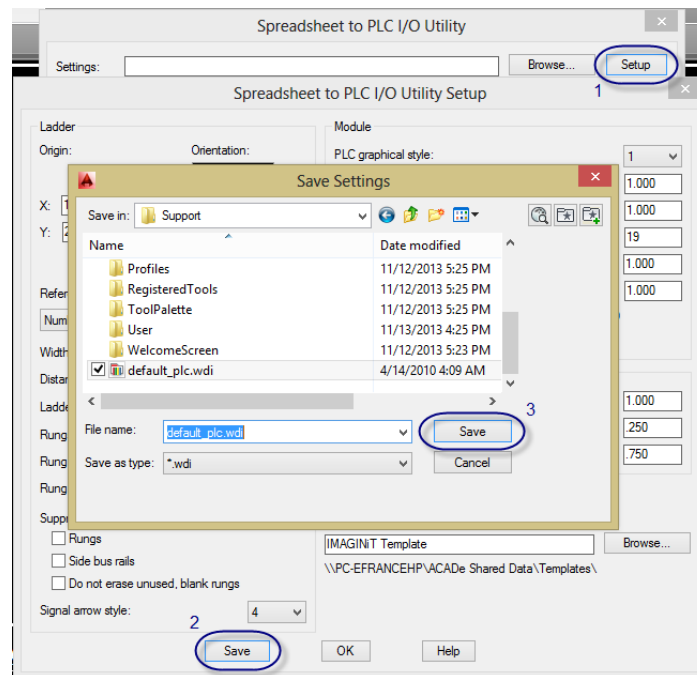 Spreadsheet to PLC I/O Utility
Settings: Browse... Setup
1
Spreadsheet to PLC I/O Utility Setup
Ladder Module
Origin: Orientation: PLC graphical style: 1
Save Settings
1.000
X: Save in: Support 1.000
Y: Name Date modified 19
Profiles 11/12/2013 5:25 PM 1.000
RegisteredTools 11/12/2013 5:25 PM 1.000
ToolPalette 11/12/2013 5:25 PM
User 11/13/2013 4:25 PM
WelcomeScreen 11/12/2013 5:23 PM
default_plc.wdi 4/14/2010 4:09 AM
1.000
3
File name: default_plc.wdi Save .250
Save as type: *.wdi Cancel .750
Rung
Rung
Rung
Rungs IMAGINiT Template Browse...
Side bus rails \\PC-EFRANCEHP\ACADe Shared Data\Templates\
Do not erase unused, blank rungs
Signal arrow style: 4
2
Save OK Help